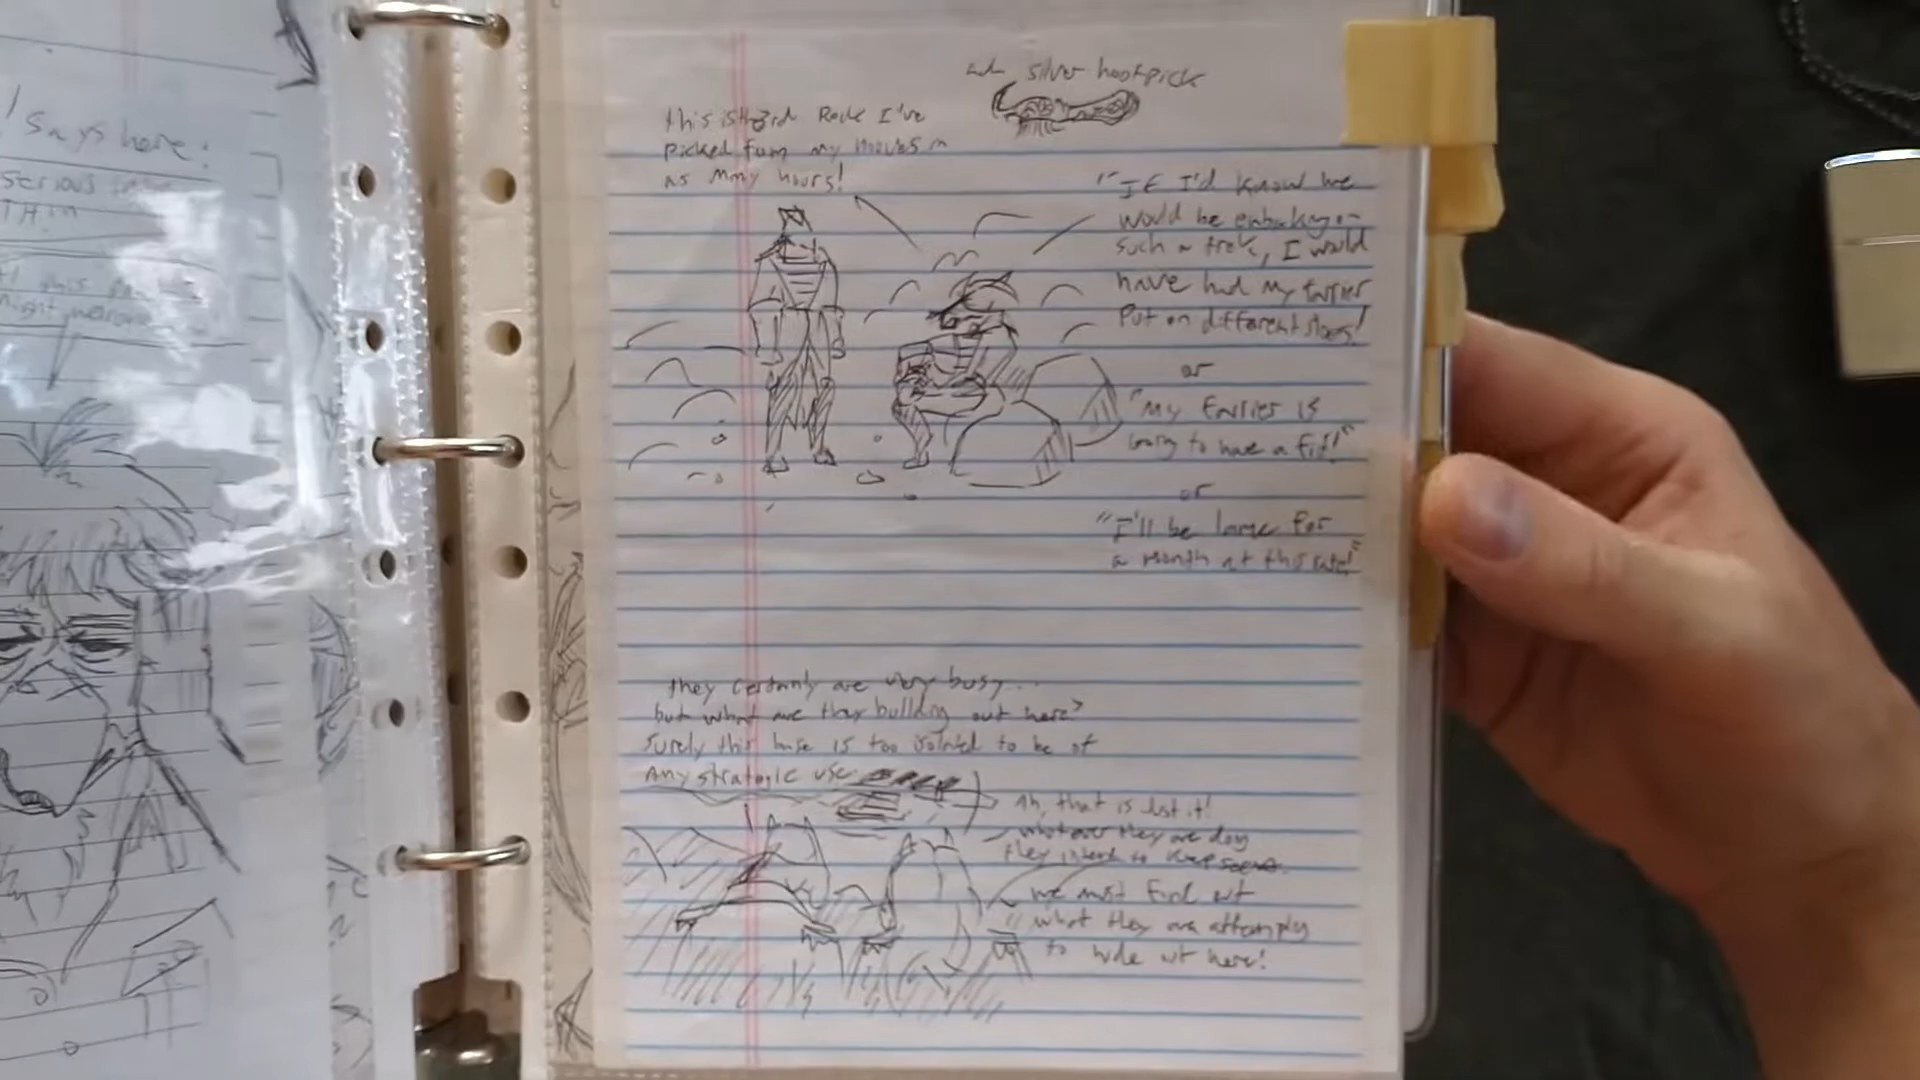 ! Says here:
serious
silver hoofpick
this is the 3rd Rock I've
Picked from my hooves in
as many hours!
"If I'd know we
would be embarking on
such a trek, I would
have had my farrier
Put on different shoes!
or
"My Farrier is
Going to have a fit!"
or
"I'll be lame for
a month at this rate!"
they certainly are very busy...
but what are they building out here?
Surely this base is too isolated to be of
Any strategic use
Ah, that is Just it!
whatever they are doing
they intend to keep secret.
we must find out
what they are attempting
to hide out here!